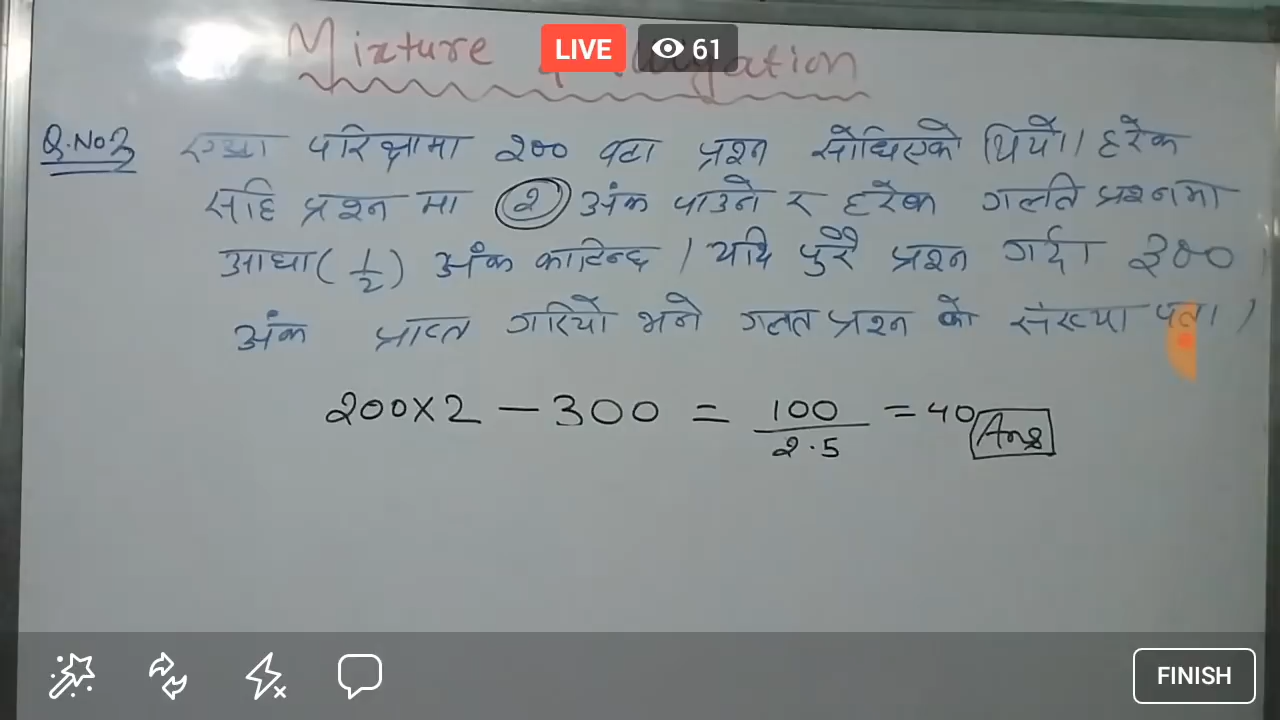 LIVE 61
Mixture
Q.No3 एउटा परिक्षामा २०० वटा प्रश्न सोधिएको थियो। हरेक
सहि प्रश्न मा २ अंक पाउने र हरेक गलति प्रश्नमा
आधा (1/2) अंक काटिन्छ । यदि पुरै प्रश्न गर्दा ३००
अंक प्राप्त गरियो भने गलत प्रश्न को संख्या पत्ता ।
200×2 – 300 = 100/2.5 = 40 Ans
FINISH